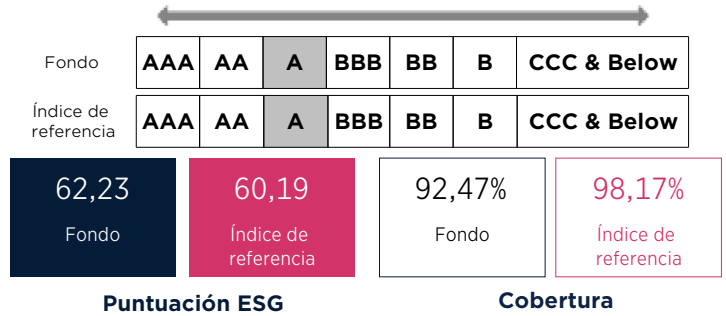 Fondo AAA AA A BBB BB B CCC & Below
Índice de
referencia AAA AA A BBB BB B CCC & Below
62,23 60,19 92,47% 98,17%
Fondo Índice de Fondo Índice de
referencia referencia
Puntuación ESG Cobertura